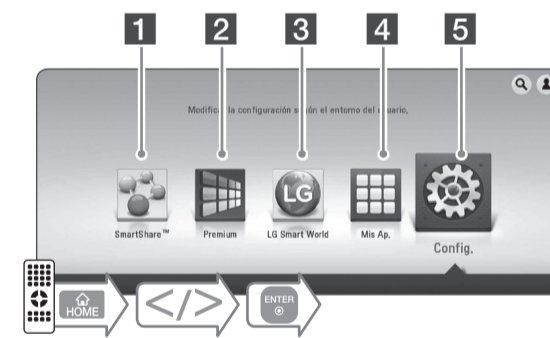 1 2 3 4 5
Modifica la configuración según el entorno del usuario.
LG
SmartShare™ Premium LG Smart World Mis Ap. Config.
HOME </> ENTER